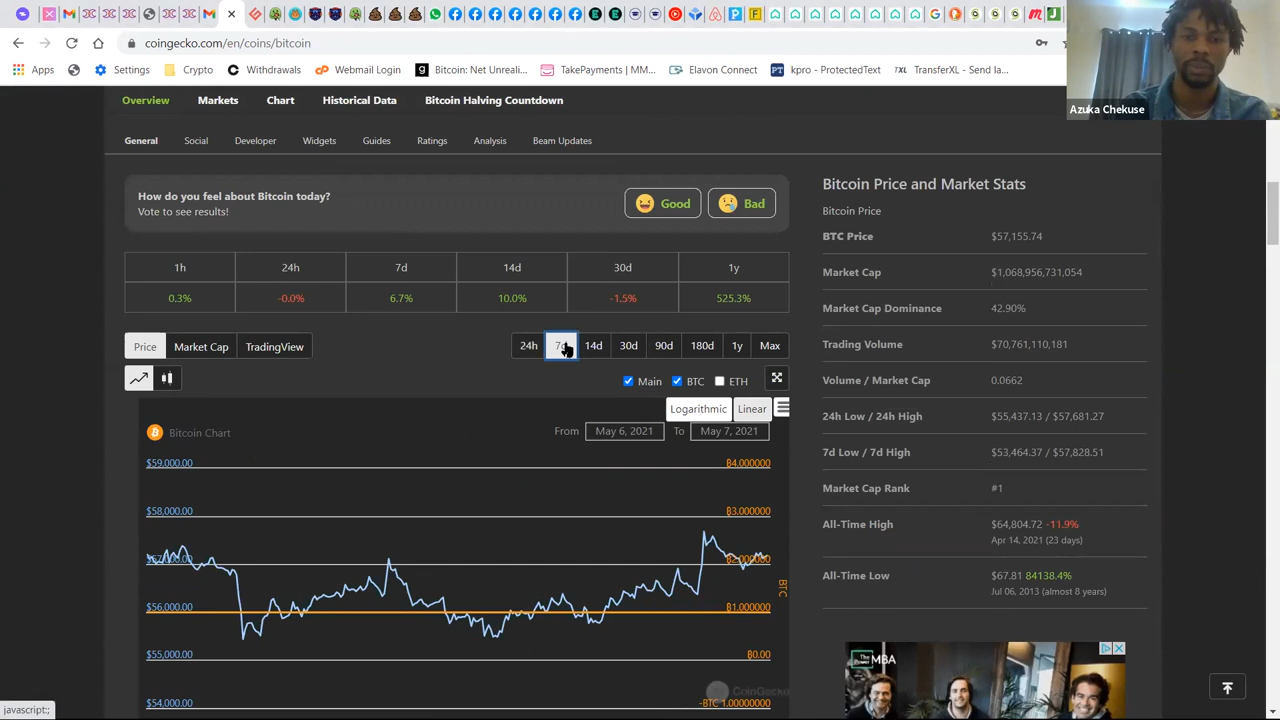 coingecko.com/en/coins/bitcoin
Apps Settings Crypto Withdrawals Webmail Login Bitcoin: Net Unreali... TakePayments | MM... Elavon Connect kpro - ProtectedText TXL TransferXL - Send la...
Azuka Chekuse
Overview Markets Chart Historical Data Bitcoin Halving Countdown
General Social Developer Widgets Guides Ratings Analysis Beam Updates
How do you feel about Bitcoin today?
Vote to see results!
Good Bad
1h 24h 7d 14d 30d 1y
0.3% -0.0% 6.7% 10.0% -1.5% 525.3%
Price Market Cap TradingView
24h 7d 14d 30d 90d 180d 1y Max
Main BTC ETH
Logarithmic Linear
Bitcoin Chart
From May 6, 2021 To May 7, 2021
$59,000.00 ₿4.000000
$58,000.00 ₿3.000000
$57,000.00 ₿2.000000
BTC
$56,000.00 ₿1.000000
$55,000.00 ₿0.00
CoinGecko
$54,000.00 -BTC 1.00000000
Bitcoin Price and Market Stats
Bitcoin Price
BTC Price $57,155.74
Market Cap $1,068,956,731,054
Market Cap Dominance 42.90%
Trading Volume $70,761,110,181
Volume / Market Cap 0.0662
24h Low / 24h High $55,437.13 / $57,681.27
7d Low / 7d High $53,464.37 / $57,828.51
Market Cap Rank #1
All-Time High $64,804.72 -11.9%
Apr 14, 2021 (23 days)
All-Time Low $67.81 84138.4%
Jul 06, 2013 (almost 8 years)
MBA
javascript:;